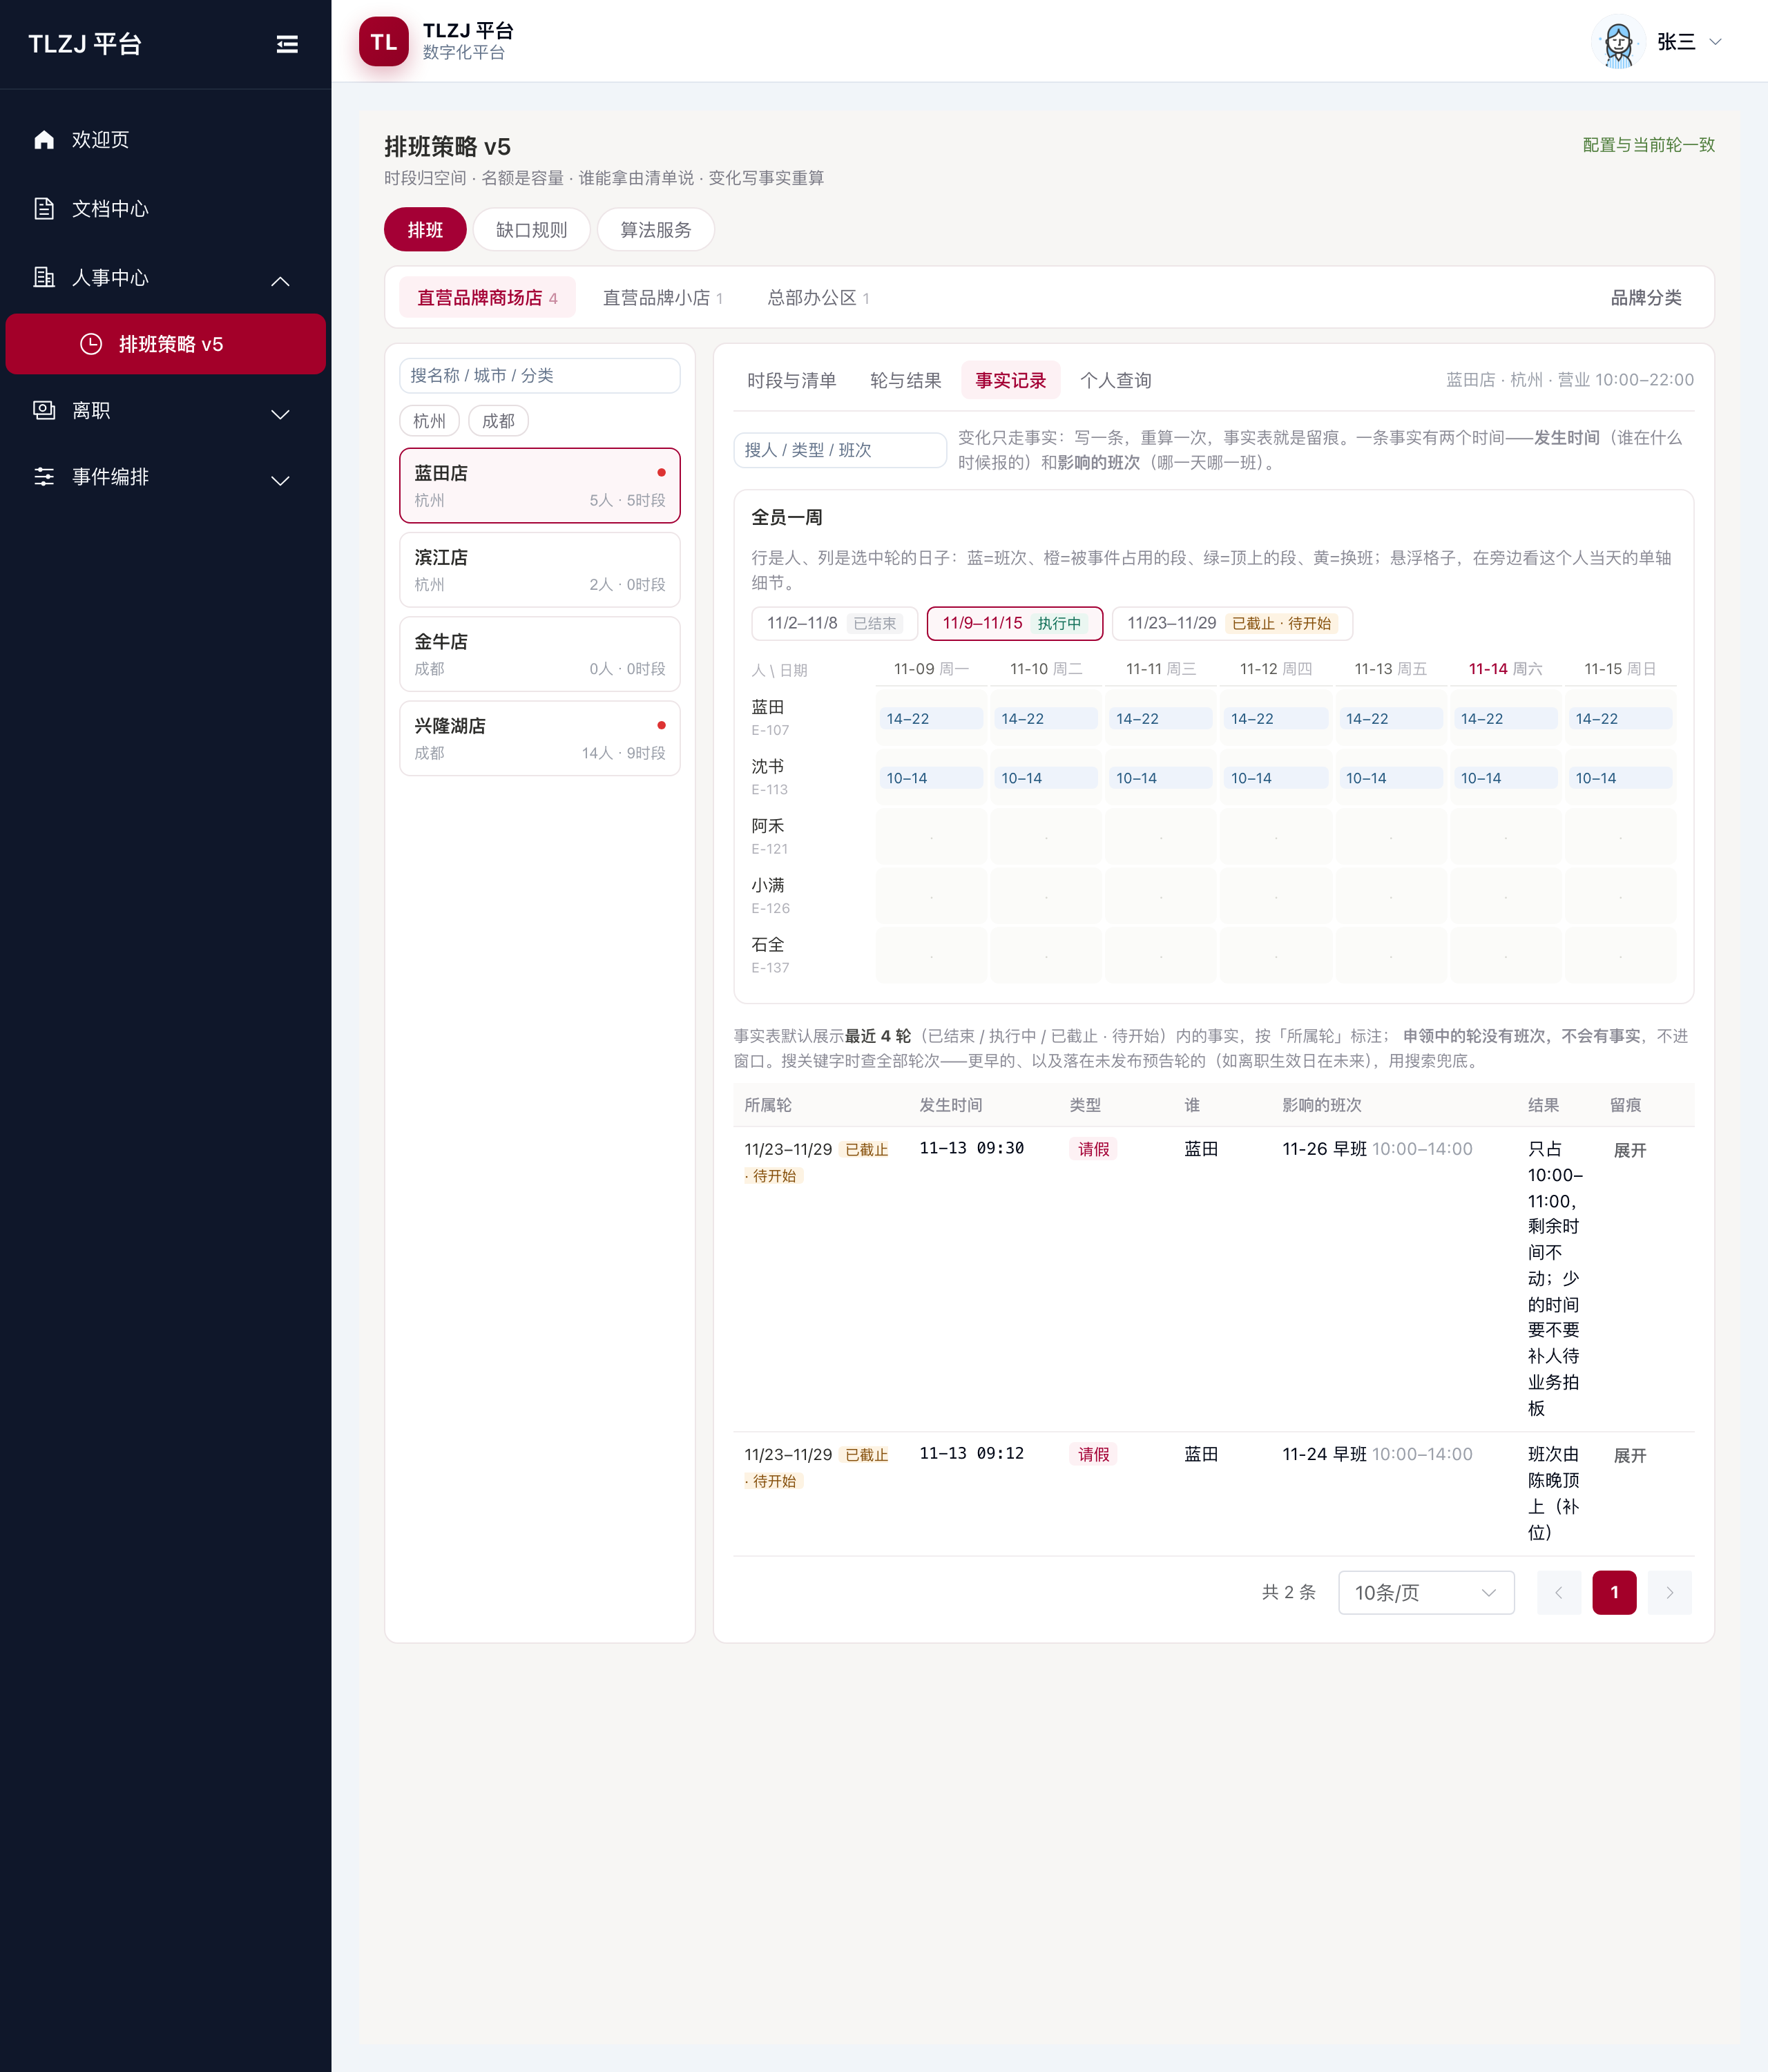 TLZJ 平台
欢迎页
文档中心
人事中心
排班策略 v5
离职
事件编排
TL
TLZJ 平台
数字化平台
张三
排班策略 v5
配置与当前轮一致
时段归空间 · 名额是容量 · 谁能拿由清单说 · 变化写事实重算
排班 缺口规则 算法服务
直营品牌商场店 4 直营品牌小店 1 总部办公区 1 品牌分类
搜名称 / 城市 / 分类
杭州 成都
蓝田店
杭州 5人 · 5时段
滨江店
杭州 2人 · 0时段
金牛店
成都 0人 · 0时段
兴隆湖店
成都 14人 · 9时段
时段与清单 轮与结果 事实记录 个人查询 蓝田店 · 杭州 · 营业 10:00–22:00
搜人 / 类型 / 班次
变化只走事实：写一条，重算一次，事实表就是留痕。一条事实有两个时间——发生时间（谁在什么
时候报的）和影响的班次（哪一天哪一班）。
全员一周
行是人、列是选中轮的日子：蓝=班次、橙=被事件占用的段、绿=顶上的段、黄=换班；悬浮格子，在旁边看这个人当天的单轴
细节。
11/2–11/8 已结束 11/9–11/15 执行中 11/23–11/29 已截止 · 待开始
人 \ 日期 11-09 周一 11-10 周二 11-11 周三 11-12 周四 11-13 周五 11-14 周六 11-15 周日
蓝田
E-107
14–22 14–22 14–22 14–22 14–22 14–22 14–22
沈书
E-113
10–14 10–14 10–14 10–14 10–14 10–14 10–14
阿禾
E-121
· · · · · · ·
小满
E-126
· · · · · · ·
石全
E-137
· · · · · · ·
事实表默认展示最近 4 轮（已结束 / 执行中 / 已截止 · 待开始）内的事实，按「所属轮」标注； 申领中的轮没有班次，不会有事实，不进
窗口。搜关键字时查全部轮次——更早的、以及落在未发布预告轮的（如离职生效日在未来），用搜索兜底。
所属轮 发生时间 类型 谁 影响的班次 结果 留痕
11/23–11/29 已截止
· 待开始
11-13 09:30 请假 蓝田 11-26 早班 10:00–14:00
只占
10:00–
11:00，
剩余时
间不
动；少
的时间
要不要
补人待
业务拍
板
展开
11/23–11/29 已截止
· 待开始
11-13 09:12 请假 蓝田 11-24 早班 10:00–14:00
班次由
陈晚顶
上（补
位）
展开
共 2 条 10条/页 1